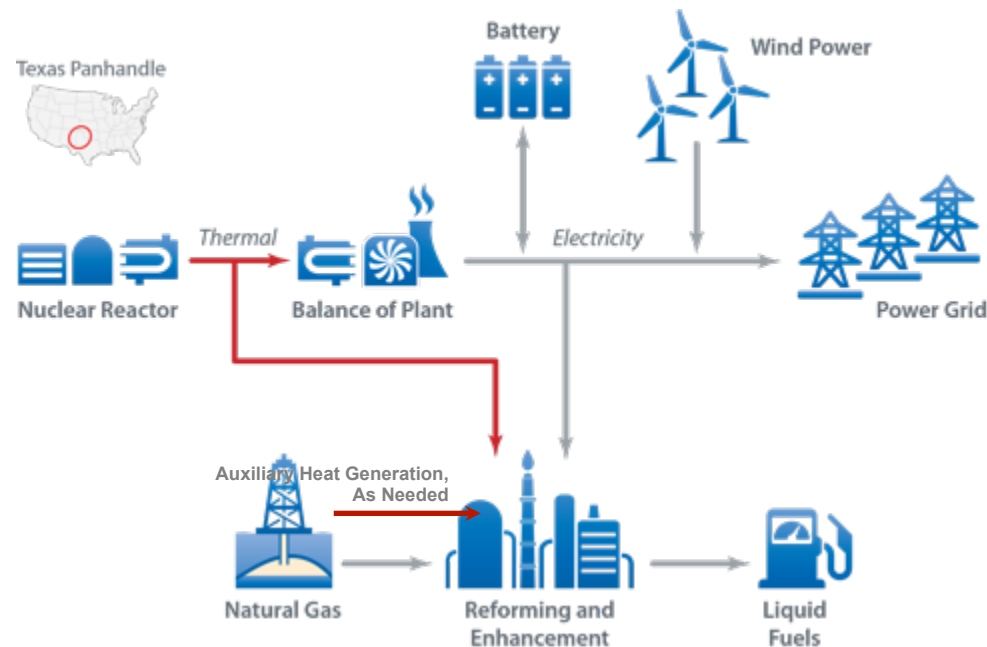 Battery
Wind Power
Texas Panhandle
Thermal
Electricity
Nuclear Reactor
Balance of Plant
Power Grid
Auxiliary Heat Generation,
As Needed
Natural Gas
Reforming and
Enhancement
Liquid
Fuels